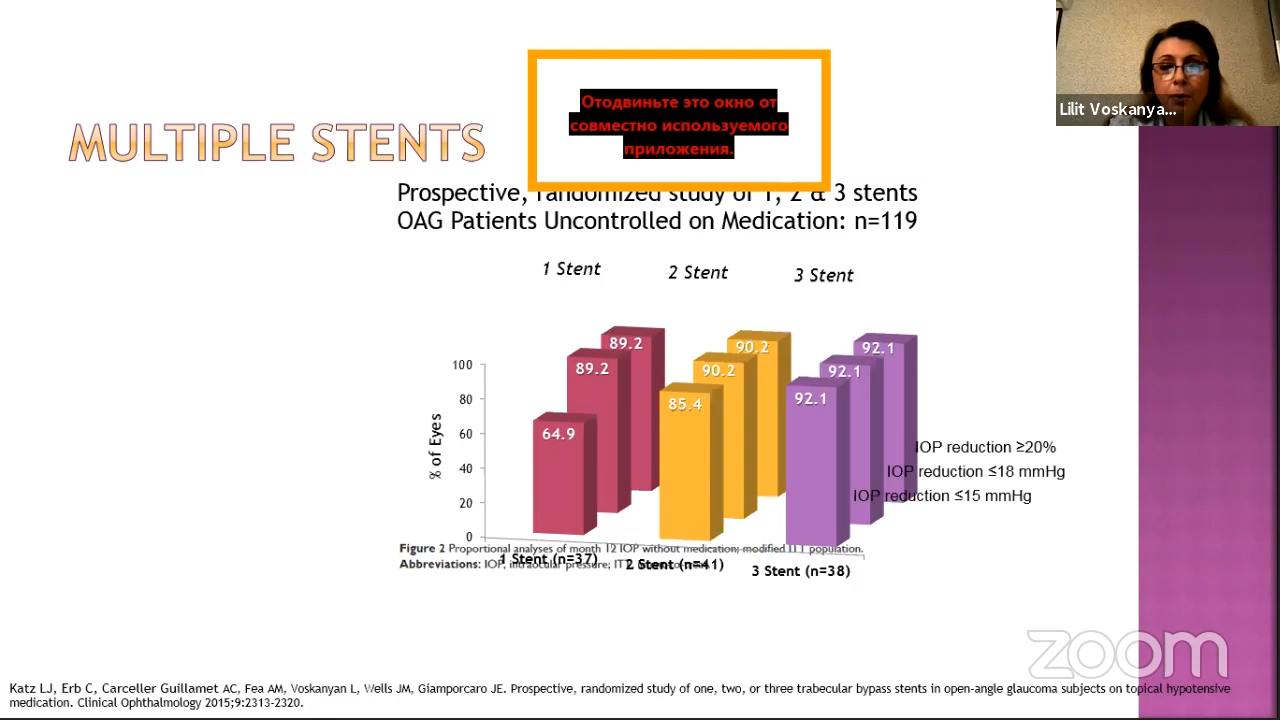 Lilit Voskanya...
Отодвиньте это окно от
совместно используемого
приложения.
MULTIPLE STENTS
Prospective, randomized study of 1, 2 & 3 stents
OAG Patients Uncontrolled on Medication: n=119
1 Stent
2 Stent
3 Stent
89.2
90.2
92.1
89.2
90.2
92.1
64.9
85.4
92.1
100
80
60
40
20
0
% of Eyes
IOP reduction ≥20%
IOP reduction ≤18 mmHg
IOP reduction ≤15 mmHg
Figure 2 Proportional analyses of month 12 IOP without medication; modified ITT population.
Abbreviations: IOP, intraocular pressure; ITT,
1 Stent (n=37)
2 Stent (n=41)
3 Stent (n=38)
zoom
Katz LJ, Erb C, Carceller Guillamet AC, Fea AM, Voskanyan L, Wells JM, Giamporcaro JE. Prospective, randomized study of one, two, or three trabecular bypass stents in open-angle glaucoma subjects on topical hypotensive
medication. Clinical Ophthalmology 2015;9:2313-2320.